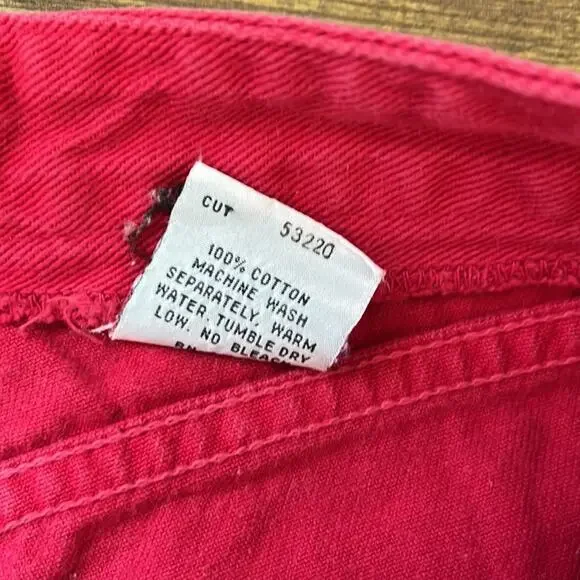 CUT 53220
100% COTTON
MACHINE WASH
SEPARATELY. WARM
WATER. TUMBLE DRY
LOW. NO BLEACH